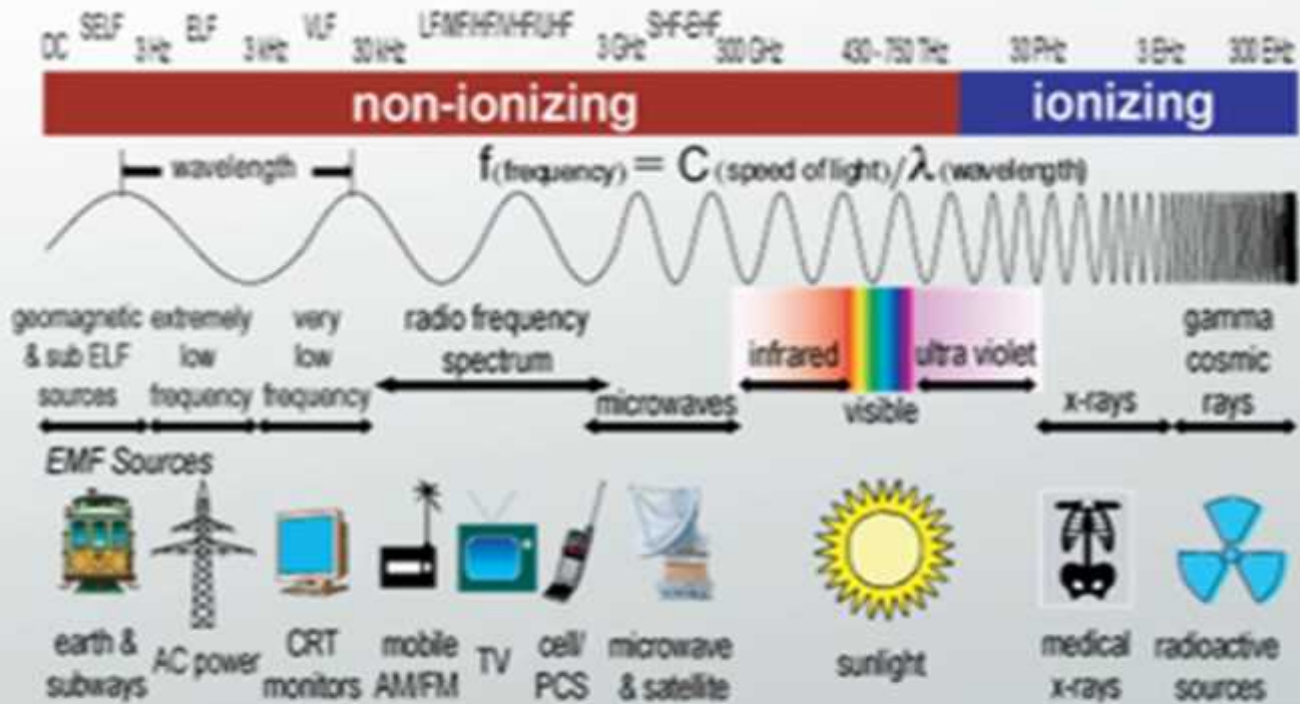 DC SELF 3 Hz ELF 3 kHz VLF 30 kHz LF/MF/HF/VHF/UHF 3 GHz SHF-EHF 300 GHz 430-750 THz 30 PHz 3 EHz 300 EHz
non-ionizing ionizing
wavelength f(frequency) = C (speed of light)/λ (wavelength)
geomagnetic
& sub ELF
sources
extremely
low
frequency
very
low
frequency
radio frequency
spectrum
microwaves
infrared
visible
ultra violet
x-rays
gamma
cosmic
rays
EMF Sources
earth &
subways
AC power
CRT
monitors
mobile
AM/FM
TV
cell/
PCS
microwave
& satellite
sunlight
medical
x-rays
radioactive
sources